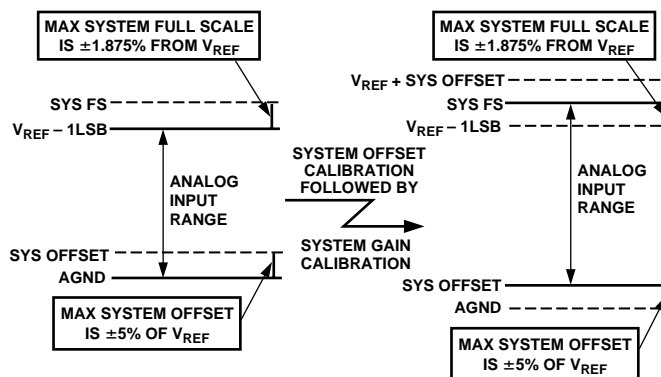 MAX SYSTEM FULL SCALE
IS ±1.875% FROM VREF
SYS FS
VREF – 1LSB
ANALOG
INPUT
RANGE
SYS OFFSET
AGND
MAX SYSTEM OFFSET
IS ±5% OF VREF
SYSTEM OFFSET
CALIBRATION
FOLLOWED BY
SYSTEM GAIN
CALIBRATION
MAX SYSTEM FULL SCALE
IS ±1.875% FROM VREF
VREF + SYS OFFSET
SYS FS
VREF – 1LSB
ANALOG
INPUT
RANGE
SYS OFFSET
AGND
MAX SYSTEM OFFSET
IS ±5% OF VREF